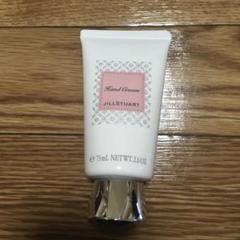 Hand Cream
JILLSTUART
℮ 75mL NET WT. 2.6 OZ.